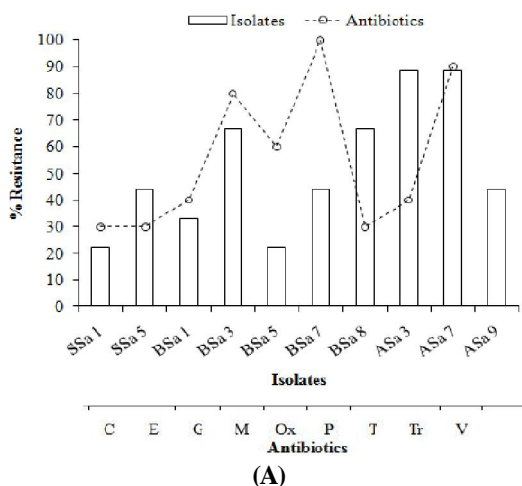 Isolates Antibiotics
100
90
80
70
60
50
40
30
20
10
0
% Resistance
SSa 1 SSa 5 BSa 1 BSa 3 BSa 5 BSa 7 BSa 8 ASa 3 ASa 7 ASa 9
Isolates
C E G M Ox P T Tr V
Antibiotics
(A)